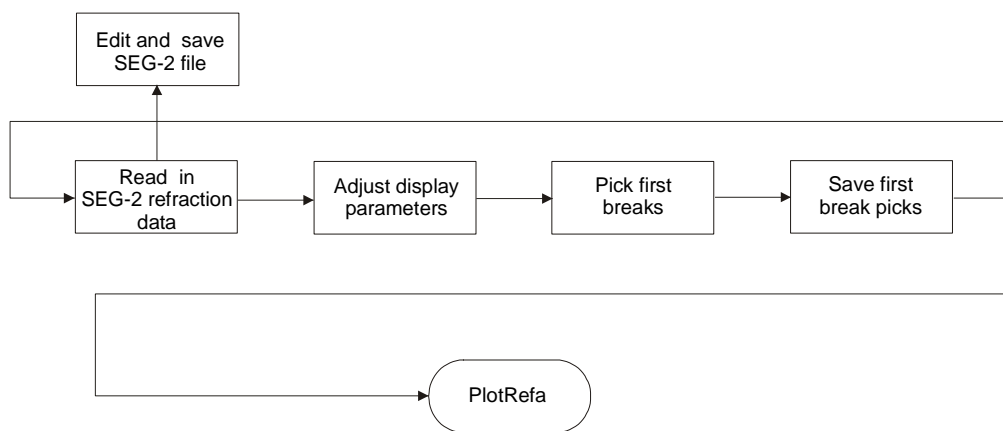 Edit and save
SEG-2 file
Read in
SEG-2 refraction
data
Adjust display
parameters
Pick first
breaks
Save first
break picks
PlotRefa